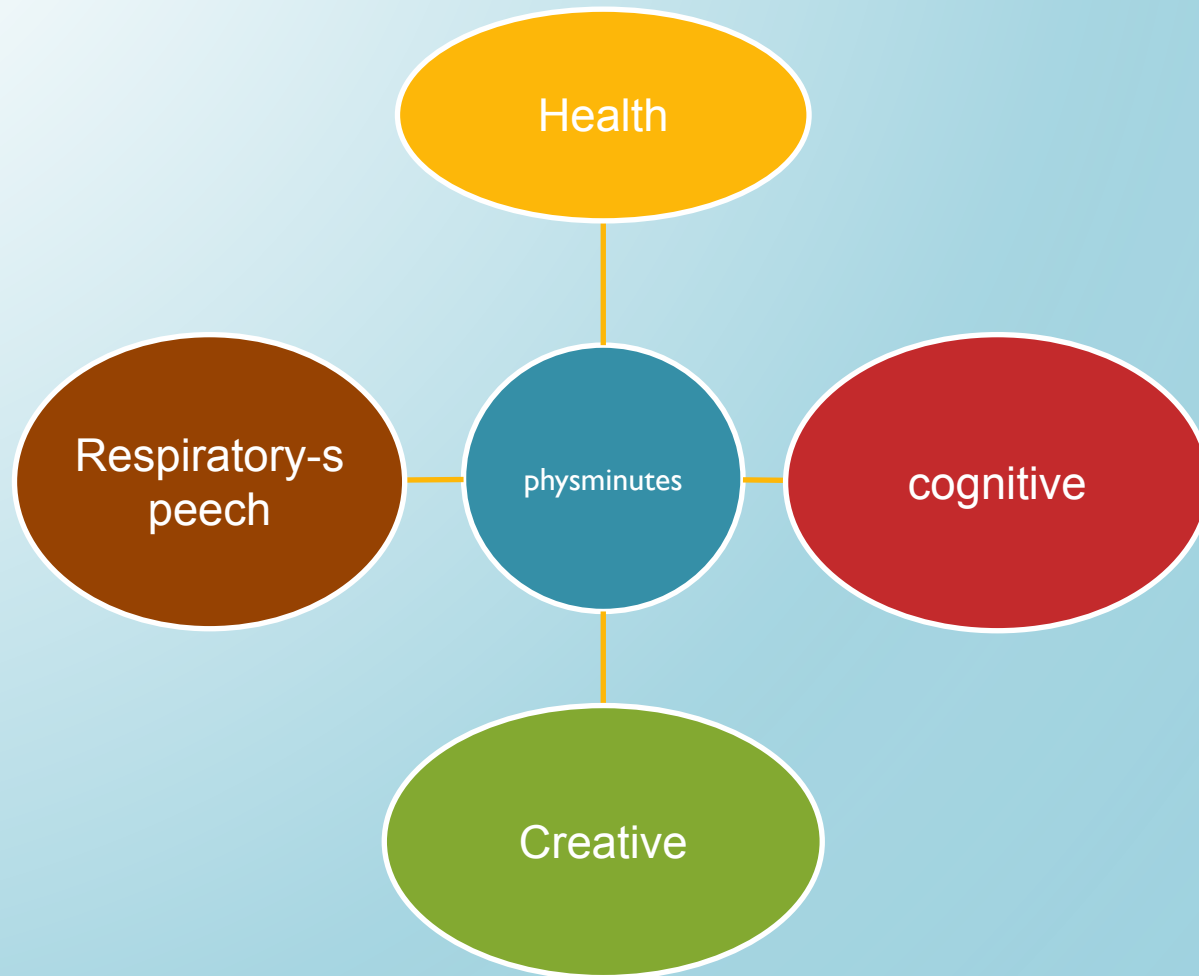 Health
Respiratory-s
peech
physminutes
cognitive
Creative